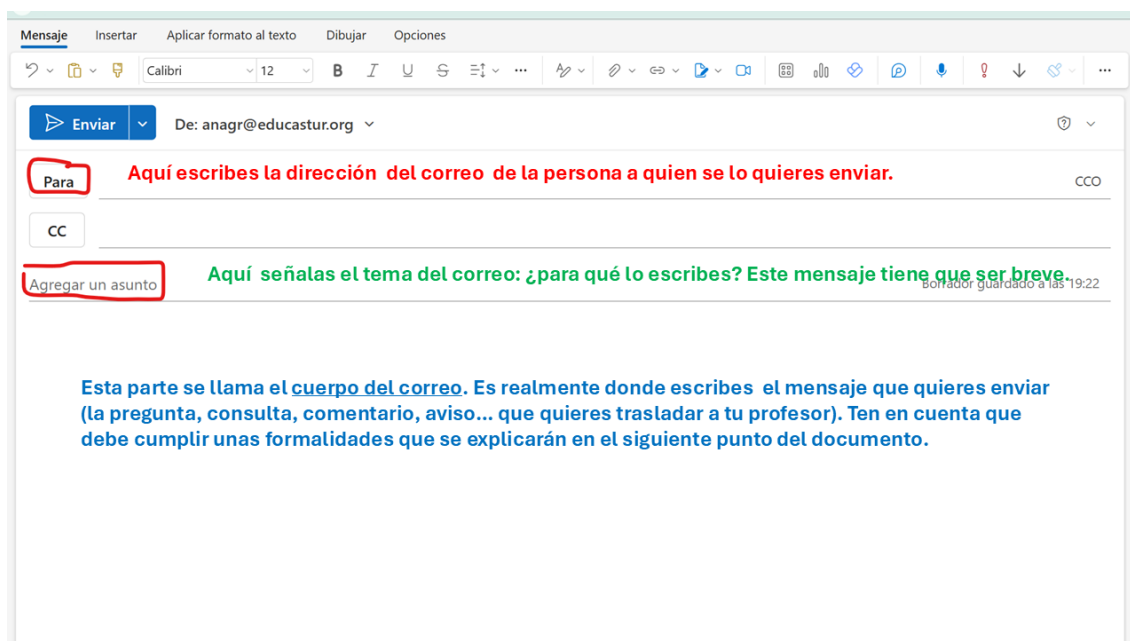 Mensaje Insertar Aplicar formato al texto Dibujar Opciones
Calibri 12 B I U S
Enviar De: anagr@educastur.org
Para Aquí escribes la dirección del correo de la persona a quien se lo quieres enviar. CCO
CC
Agregar un asunto Aquí señalas el tema del correo: ¿para qué lo escribes? Este mensaje tiene que ser breve.
Borrador guardado a las 19:22
Esta parte se llama el cuerpo del correo. Es realmente donde escribes el mensaje que quieres enviar
(la pregunta, consulta, comentario, aviso... que quieres trasladar a tu profesor). Ten en cuenta que
debe cumplir unas formalidades que se explicarán en el siguiente punto del documento.